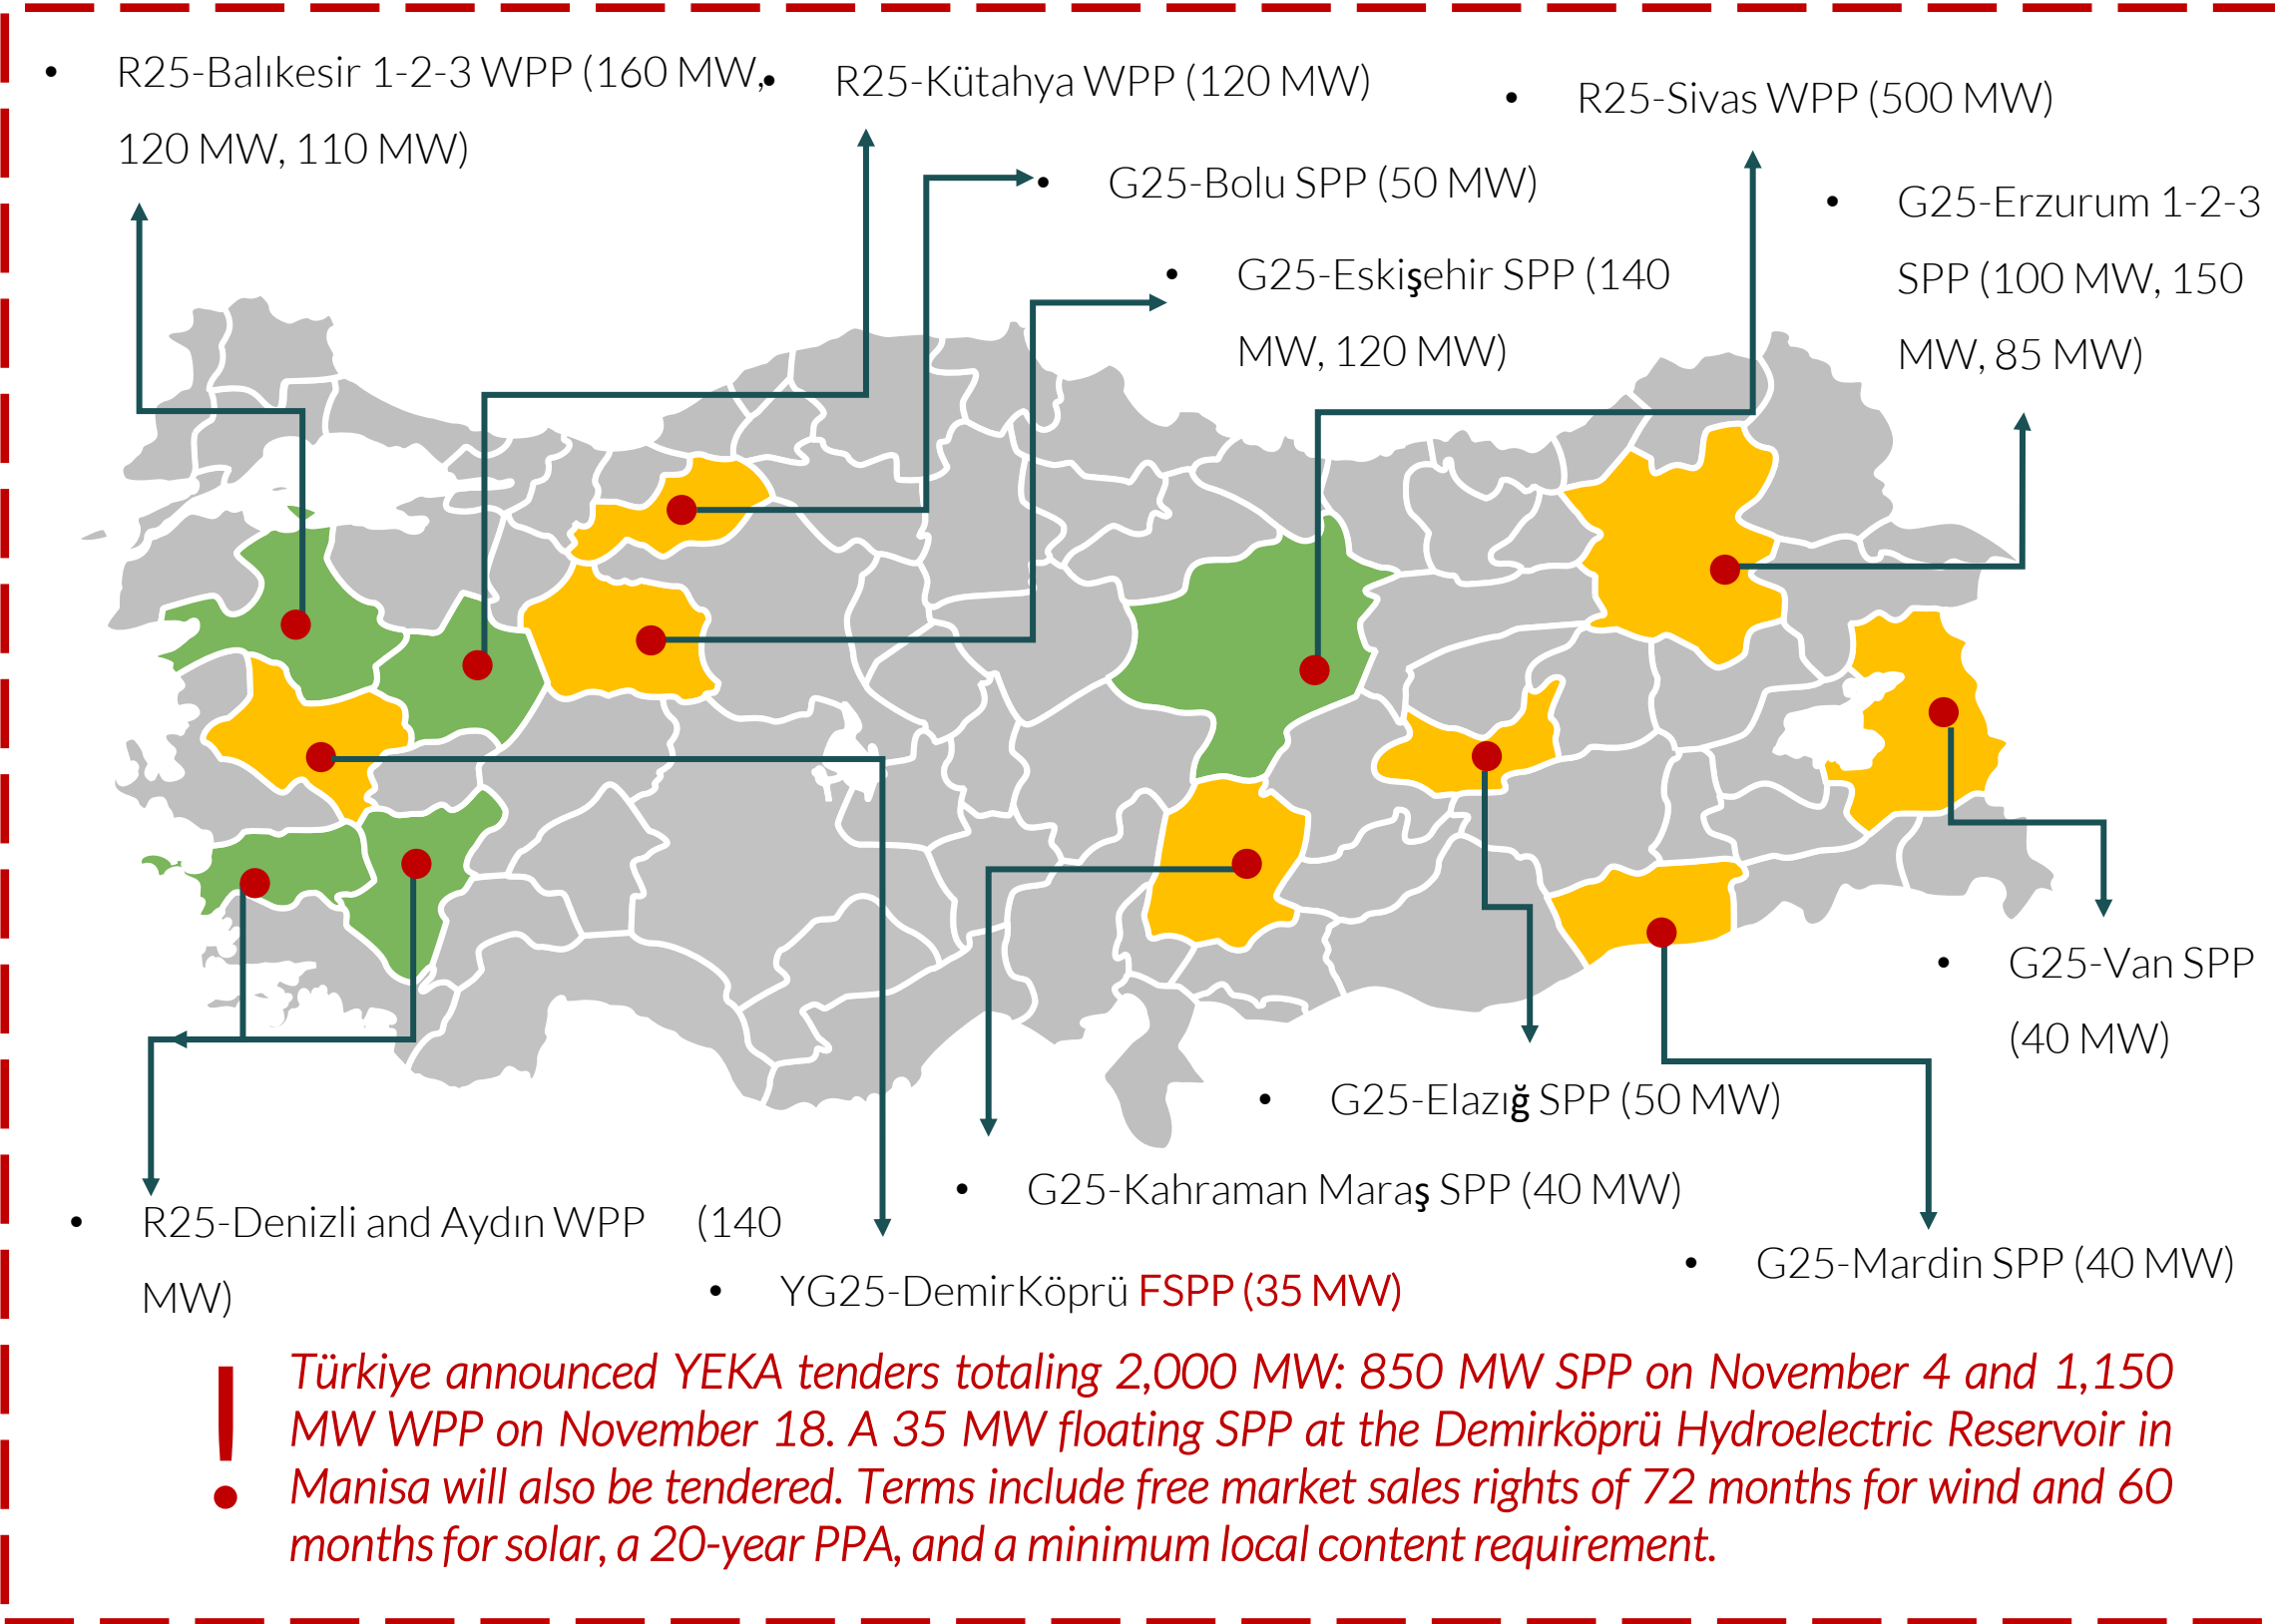 • R25-Balıkesir 1-2-3 WPP (160 MW,
120 MW, 110 MW)
• R25-Kütahya WPP (120 MW)
• R25-Sivas WPP (500 MW)
• G25-Bolu SPP (50 MW)
• G25-Erzurum 1-2-3
SPP (100 MW, 150
MW, 85 MW)
• G25-Eskişehir SPP (140
MW, 120 MW)
• G25-Van SPP
(40 MW)
• G25-Elazığ SPP (50 MW)
• G25-Kahraman Maraş SPP (40 MW)
• R25-Denizli and Aydın WPP (140
MW)
• G25-Mardin SPP (40 MW)
• YG25-DemirKöprü FSPP (35 MW)
! Türkiye announced YEKA tenders totaling 2,000 MW: 850 MW SPP on November 4 and 1,150
MW WPP on November 18. A 35 MW floating SPP at the Demirköprü Hydroelectric Reservoir in
Manisa will also be tendered. Terms include free market sales rights of 72 months for wind and 60
months for solar, a 20-year PPA, and a minimum local content requirement.